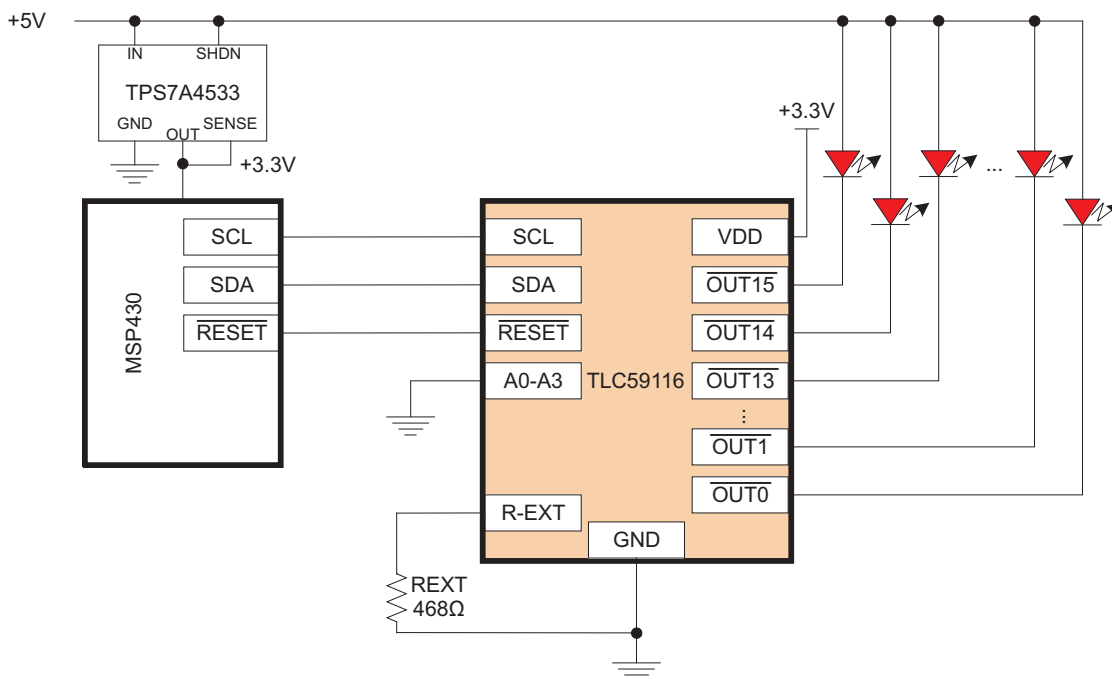 +5V
IN
SHDN
TPS7A4533
GND
OUT
SENSE
+3.3V
+3.3V
MSP430
SCL
SDA
RESET
SCL
SDA
RESET
A0-A3
R-EXT
TLC59116
GND
VDD
OUT15
OUT14
OUT13
...
OUT1
OUT0
...
REXT
468Ω